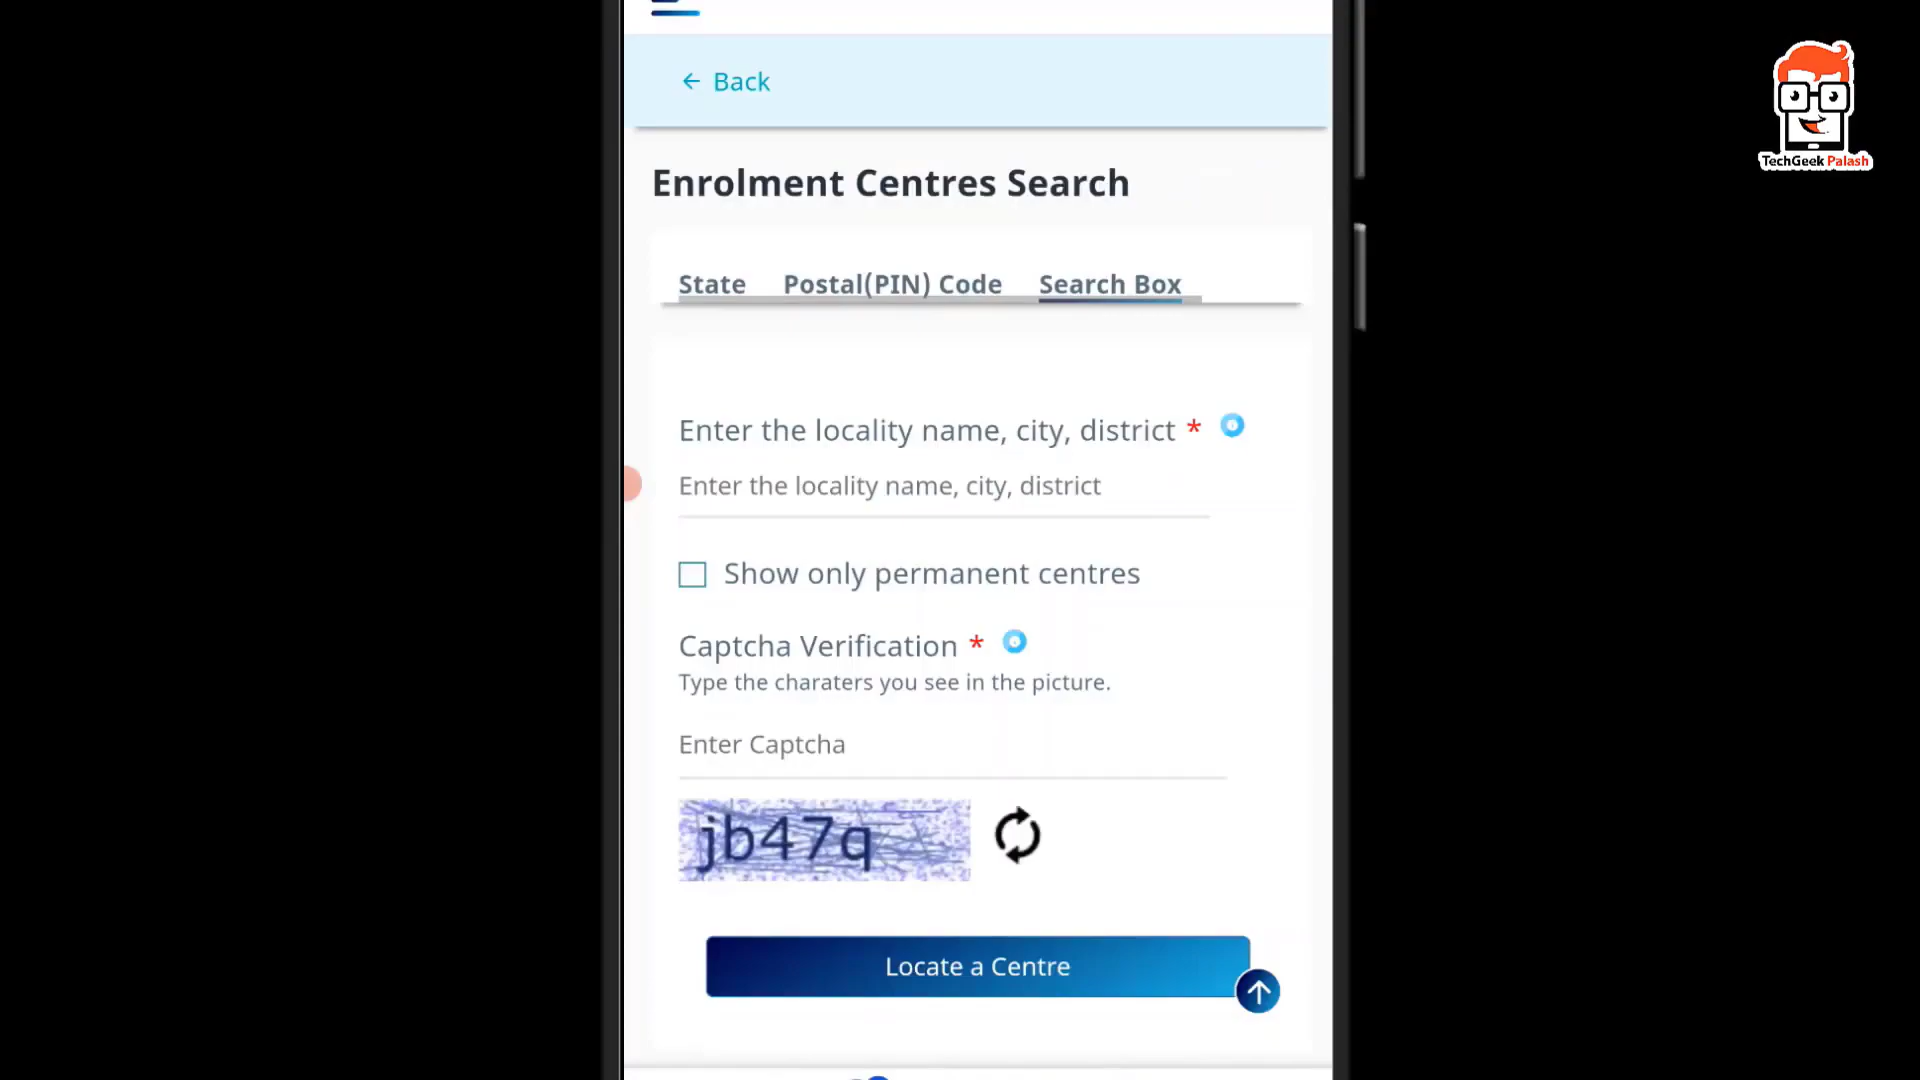 ← Back
TechGeek Palash
Enrolment Centres Search
State Postal(PIN) Code Search Box
Enter the locality name, city, district *
Enter the locality name, city, district
Show only permanent centres
Captcha Verification *
Type the charaters you see in the picture.
Enter Captcha
jb47q
Locate a Centre